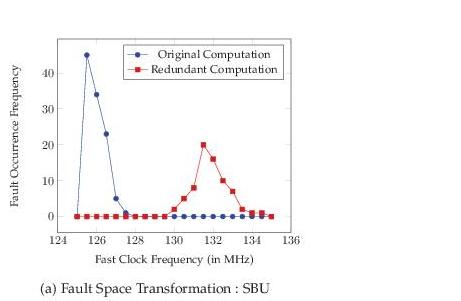 Original Computation
Redundant Computation
Fault Occurrence Frequency
40
30
20
10
0
124 126 128 130 132 134 136
Fast Clock Frequency (in MHz)
(a) Fault Space Transformation : SBU